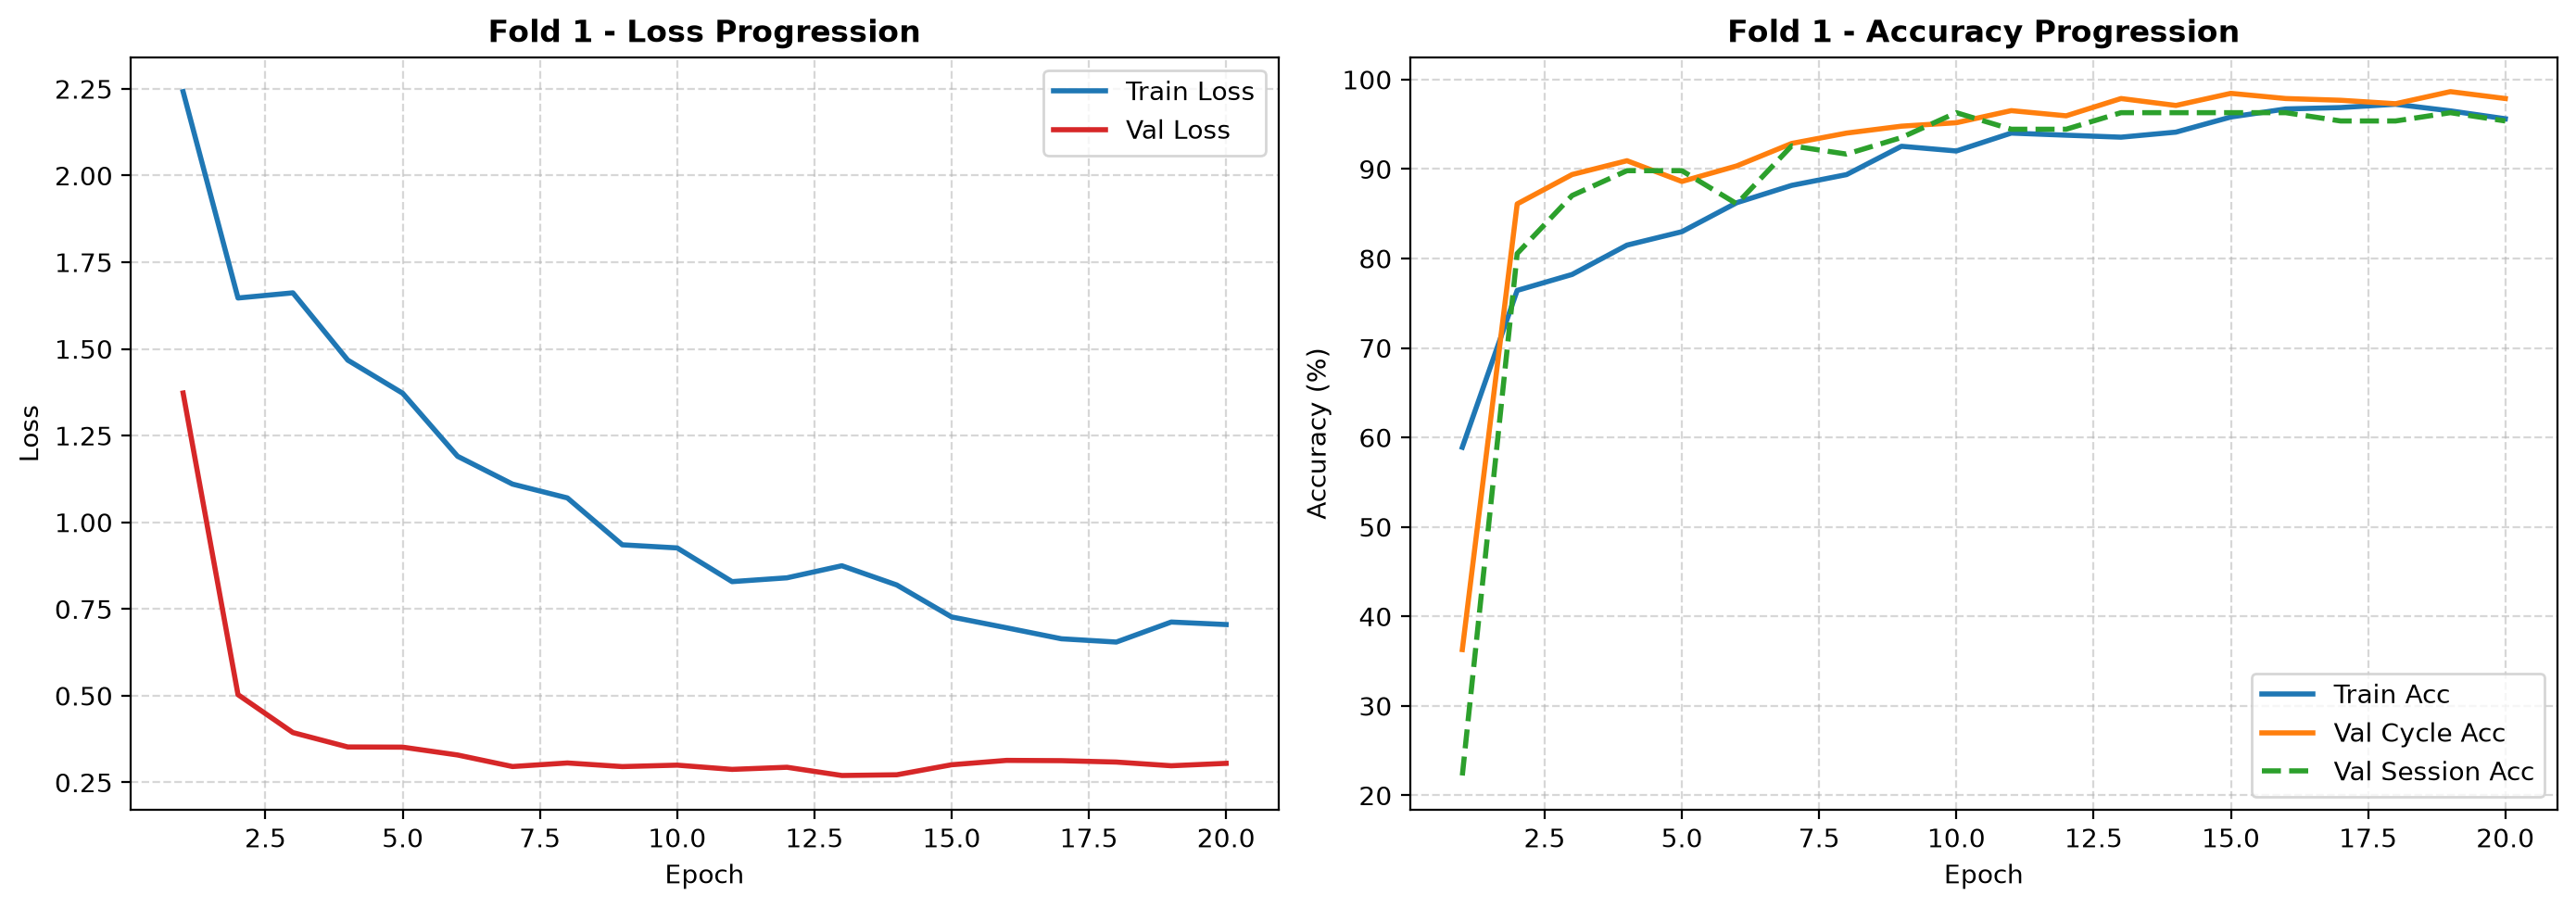 Fold 1 - Loss Progression
Loss
2.25
2.00
1.75
1.50
1.25
1.00
0.75
0.50
0.25
Train Loss
Val Loss
2.5 5.0 7.5 10.0 12.5 15.0 17.5 20.0
Epoch
Fold 1 - Accuracy Progression
Accuracy (%)
100
90
80
70
60
50
40
30
20
Train Acc
Val Cycle Acc
Val Session Acc
2.5 5.0 7.5 10.0 12.5 15.0 17.5 20.0
Epoch